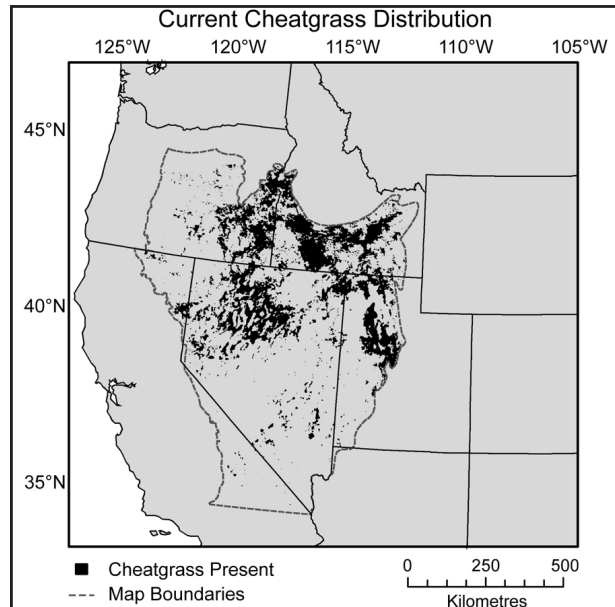 Current Cheatgrass Distribution
125°W 120°W 115°W 110°W 105°W
45°N
40°N
35°N
Cheatgrass Present
Map Boundaries
0 250 500
Kilometres